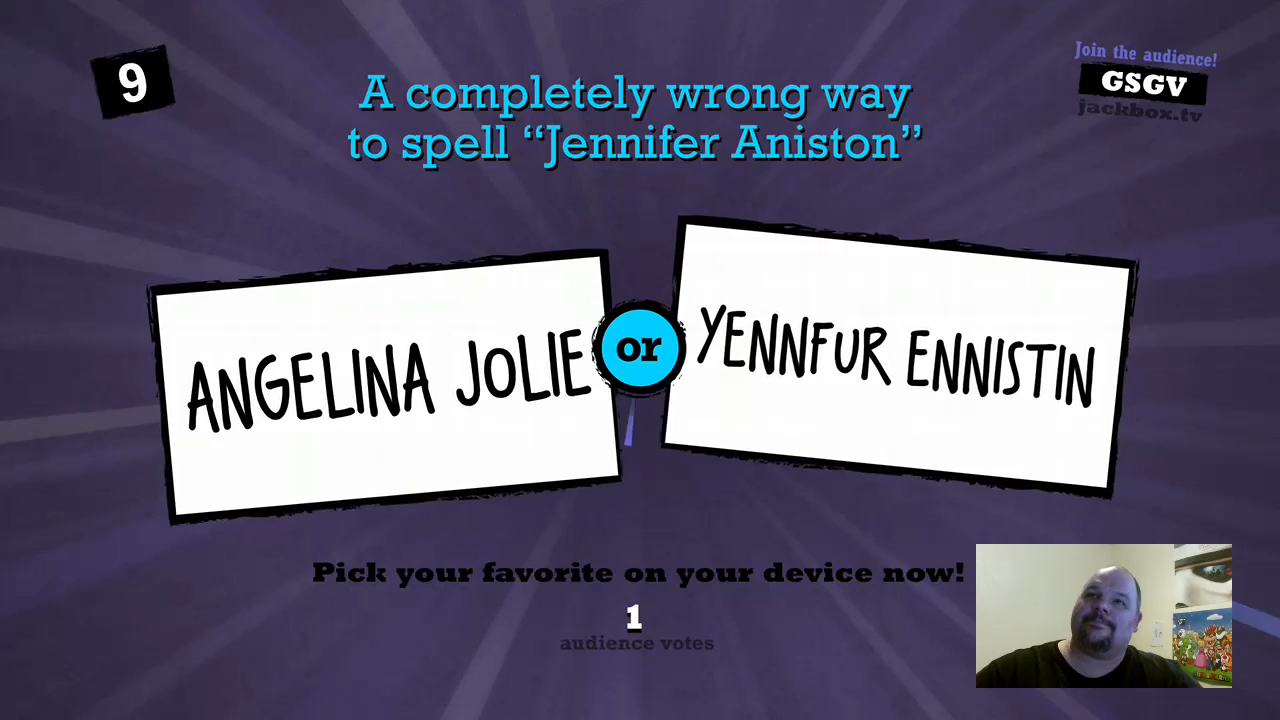 9
Join the audience!
GSGV
jackbox.tv
A completely wrong way
to spell “Jennifer Aniston”
ANGELINA JOLIE
or
YENNFUR ENNISTIN
Pick your favorite on your device now!
1
audience votes